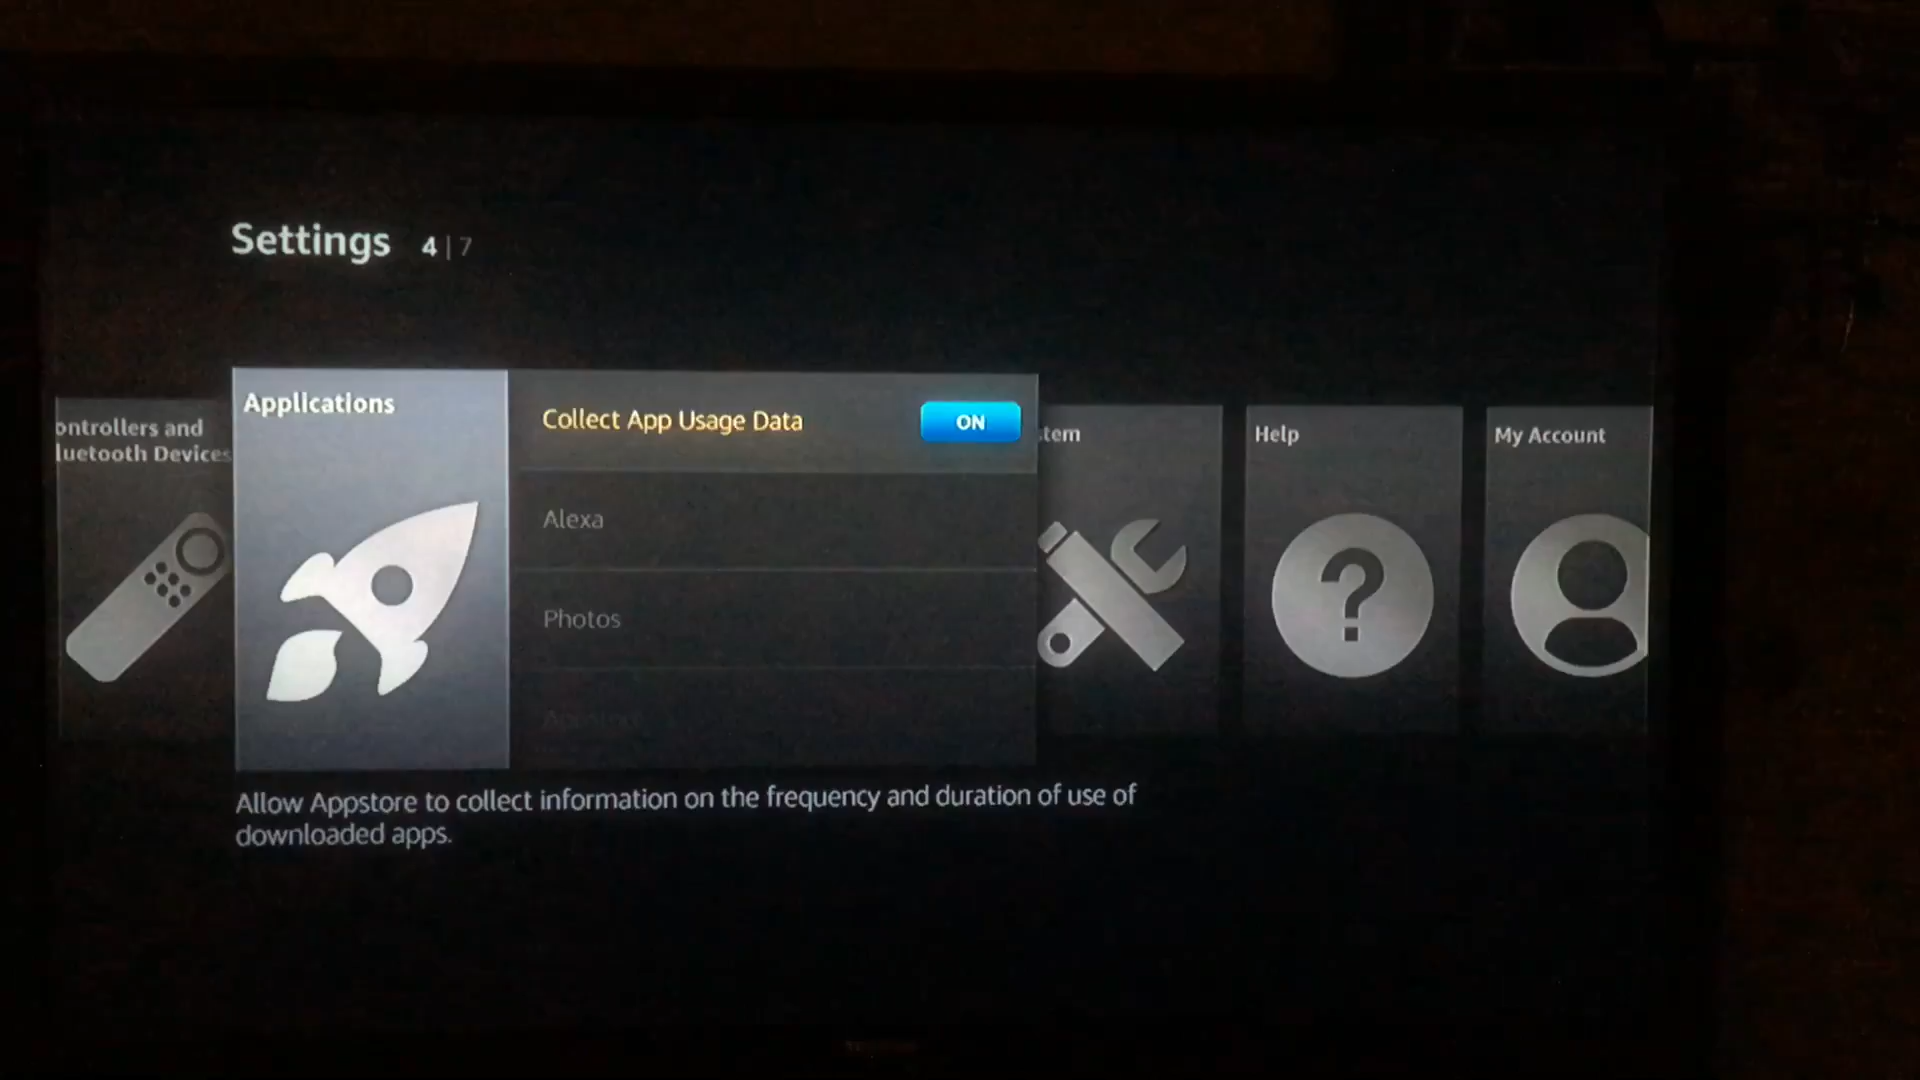 Settings 4 | 7
ontrollers and
luetooth Devices
Applications
Collect App Usage Data
ON
Alexa
Photos
Appstore
tem
Help
My Account
Allow Appstore to collect information on the frequency and duration of use of
downloaded apps.